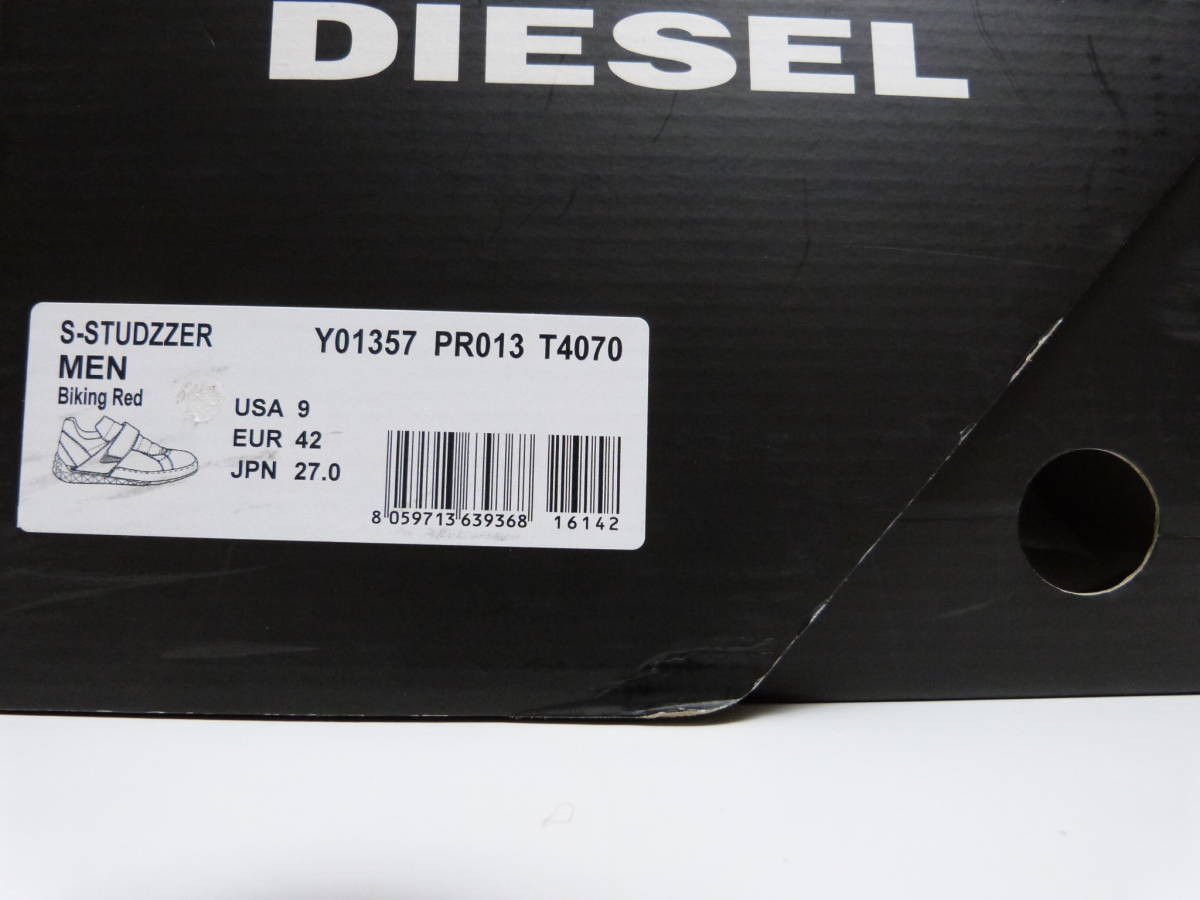 DIESEL
S-STUDZZER
MEN
Biking Red
Y01357 PR013 T4070
USA 9
EUR 42
JPN 27.0
8 059713 639368 16142